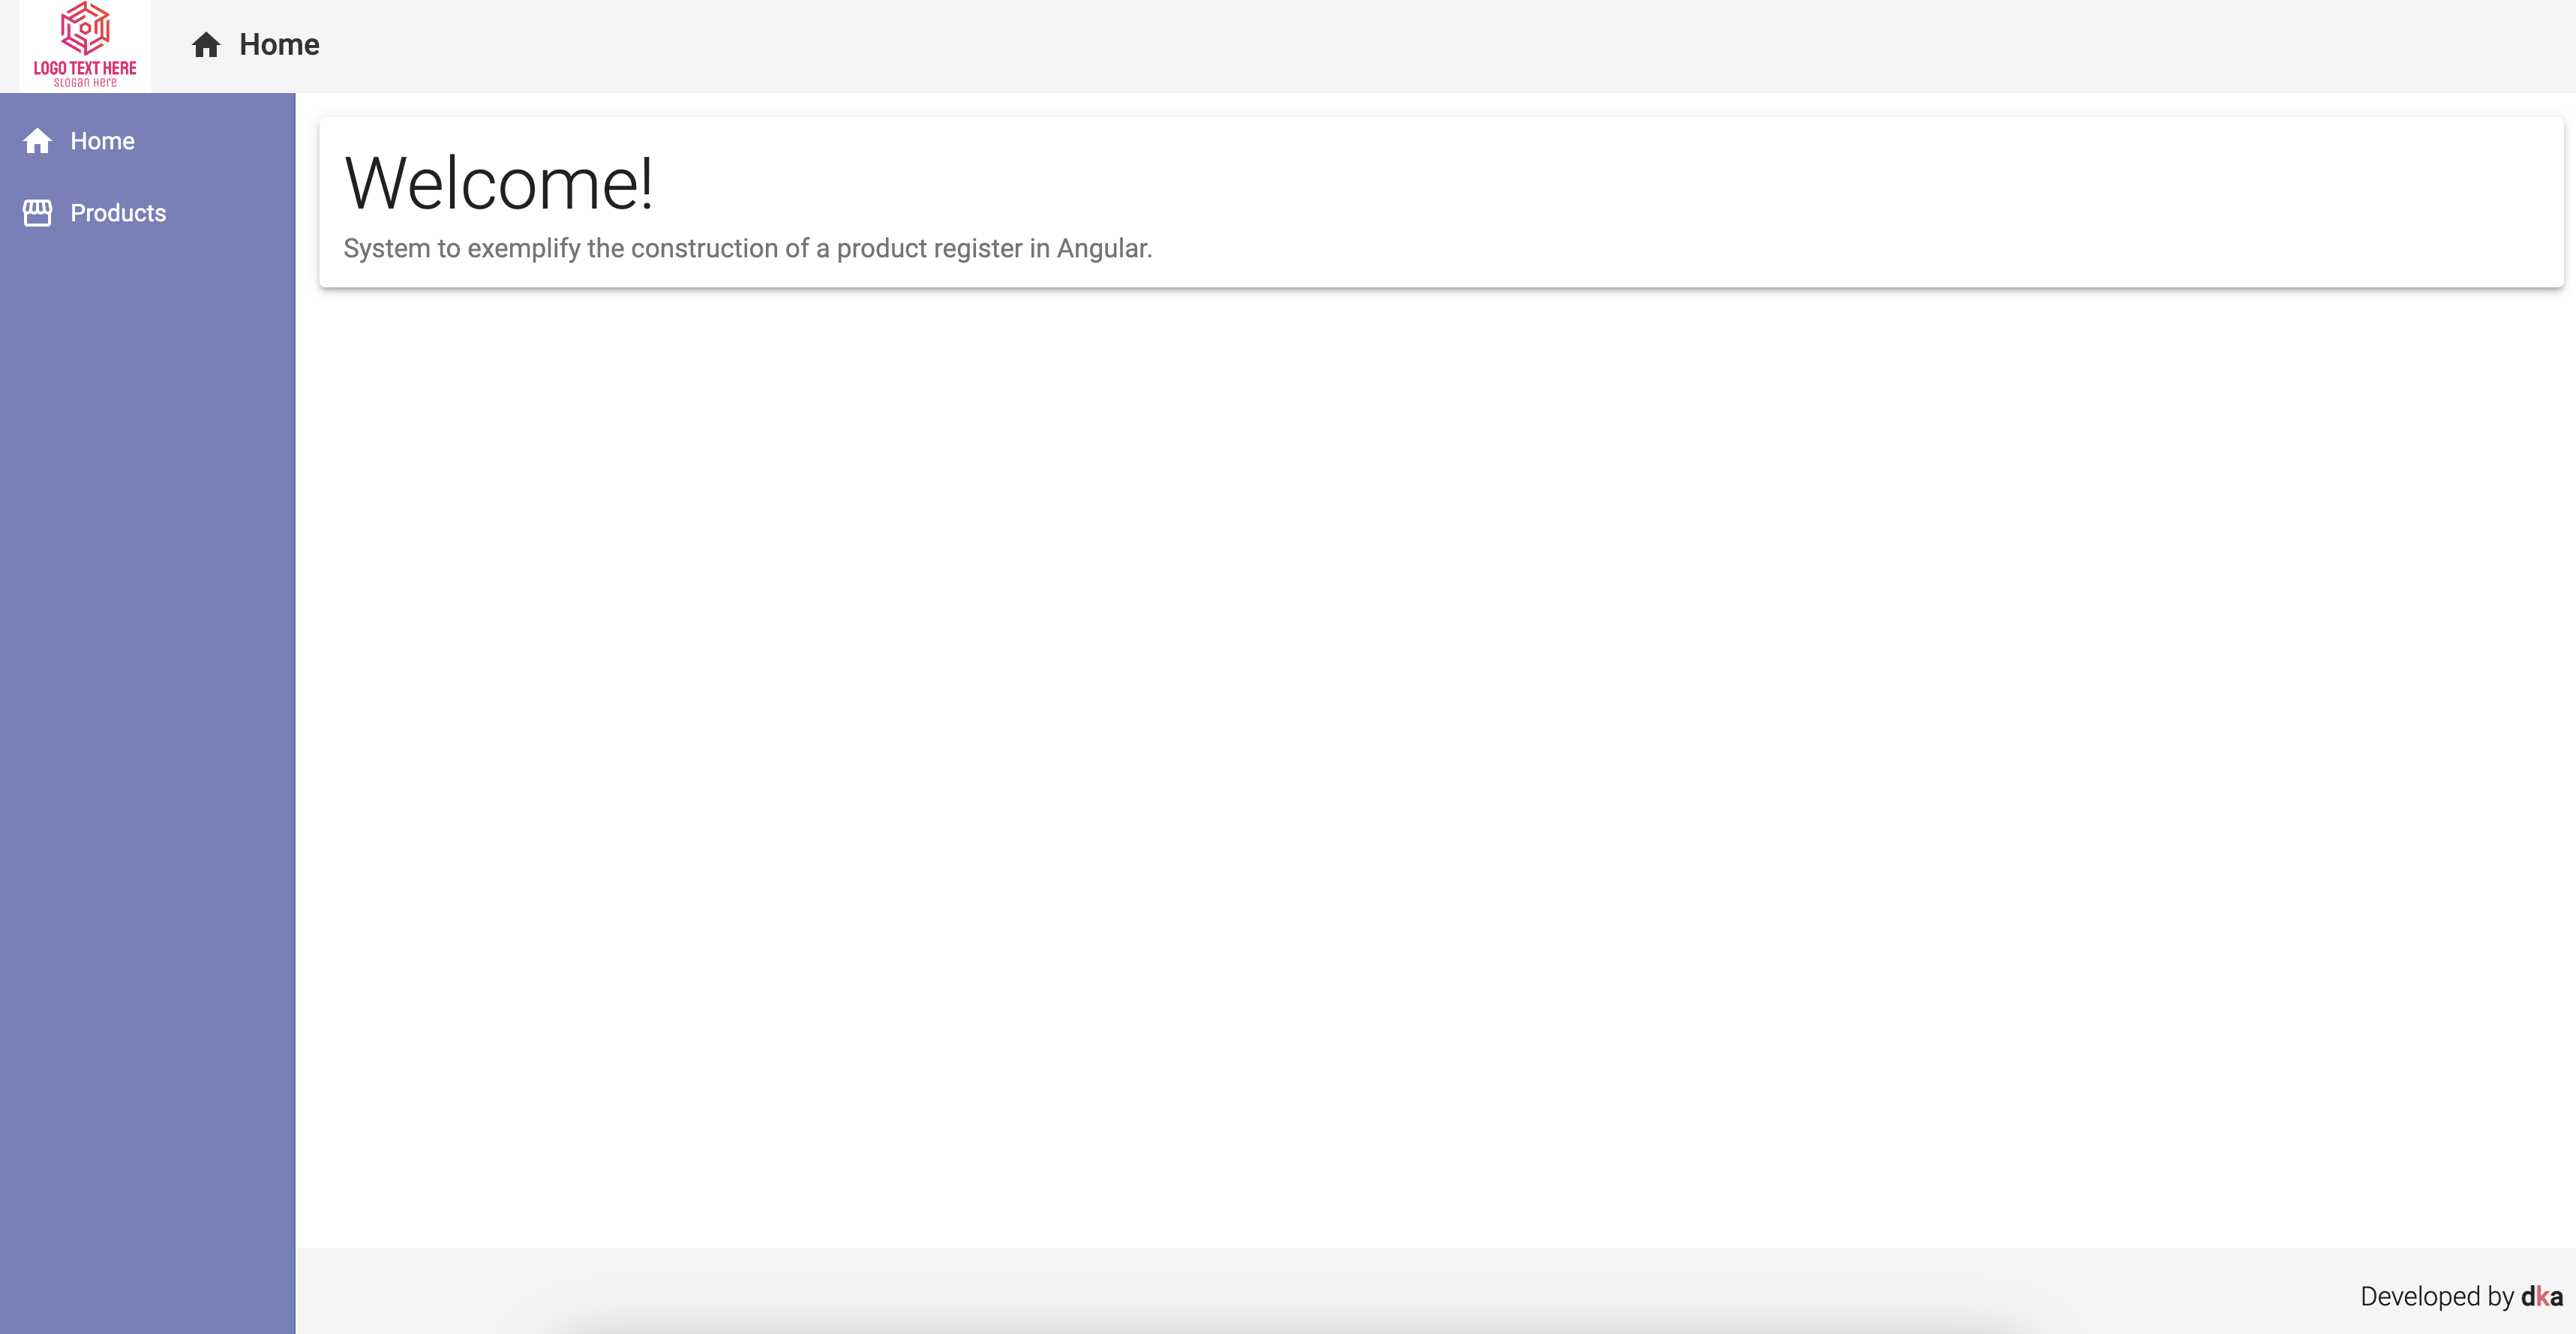 LOGO TEXT HERE
SLOGAN HERE
Home
Home
Products
Welcome!
System to exemplify the construction of a product register in Angular.
Developed by dka